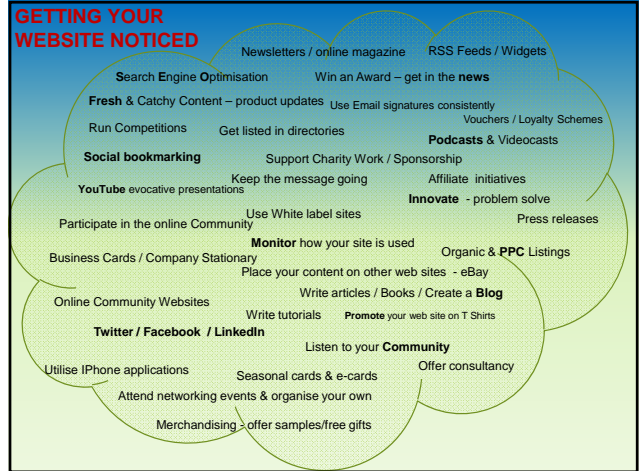 GETTING YOUR
WEBSITE NOTICED
Newsletters / online magazine
RSS Feeds / Widgets
Search Engine Optimisation
Win an Award – get in the news
Fresh & Catchy Content – product updates
Use Email signatures consistently
Vouchers / Loyalty Schemes
Run Competitions
Get listed in directories
Podcasts & Videocasts
Social bookmarking
Support Charity Work / Sponsorship
Keep the message going
Affiliate initiatives
YouTube evocative presentations
Innovate - problem solve
Use White label sites
Press releases
Participate in the online Community
Monitor how your site is used
Organic & PPC Listings
Business Cards / Company Stationary
Place your content on other web sites - eBay
Write articles / Books / Create a Blog
Online Community Websites
Write tutorials
Promote your web site on T Shirts
Twitter / Facebook / LinkedIn
Listen to your Community
Utilise IPhone applications
Seasonal cards & e-cards
Offer consultancy
Attend networking events & organise your own
Merchandising - offer samples/free gifts